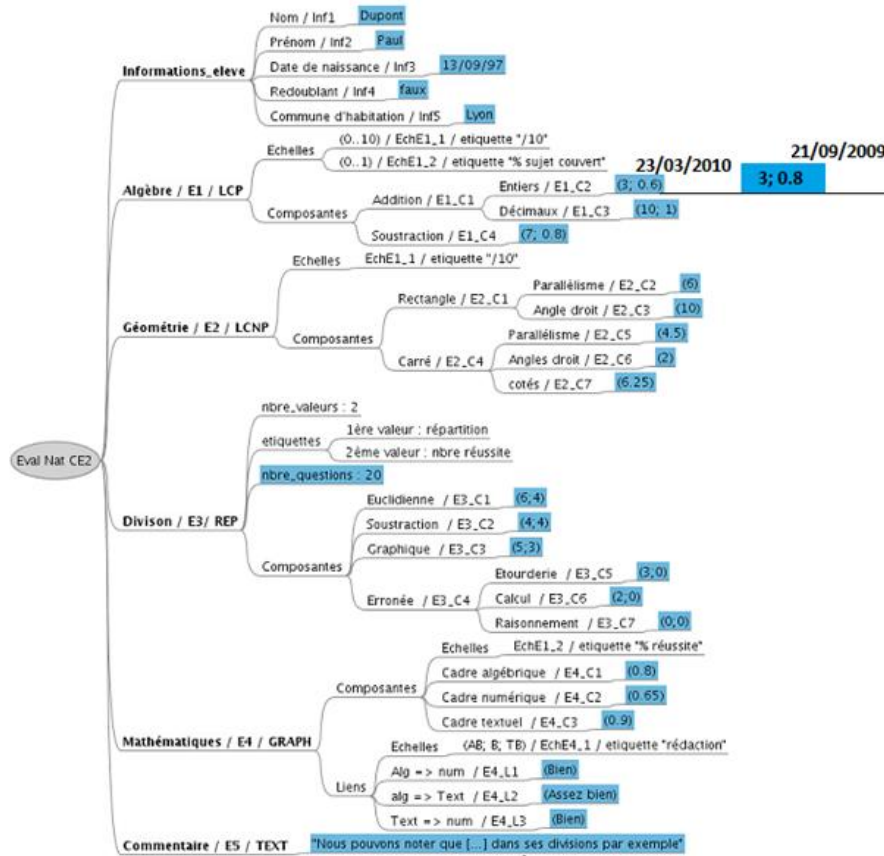 Eval Nat CE2
Informations_eleve
Nom / Inf1 Dupont
Prénom / Inf2 Paul
Date de naissance / Inf3 13/09/97
Redoublant / Inf4 faux
Commune d'habitation / Inf5 Lyon
Algèbre / E1 / LCP
Echelles
(0..10) / EchE1_1 / etiquette "/10"
(0..1) / EchE1_2 / etiquette "% sujet couvert"
Composantes
Addition / E1_C1
Entiers / E1_C2 (3; 0.6)
23/03/2010
3; 0.8
21/09/2009
Décimaux / E1_C3 (10; 1)
Soustraction / E1_C4 (7; 0.8)
Géométrie / E2 / LCNP
Echelles EchE1_1 / etiquette "/10"
Composantes
Rectangle / E2_C1
Parallèlisme / E2_C2 (6)
Angle droit / E2_C3 (10)
Carré / E2_C4
Parallélisme / E2_C5 (4.5)
Angles droit / E2_C6 (2)
cotés / E2_C7 (6.25)
Divison / E3/ REP
nbre_valeurs : 2
etiquettes
1ère valeur : répartition
2ème valeur : nbre réussite
nbre_questions : 20
Composantes
Euclidienne / E3_C1 (6;4)
Soustraction / E3_C2 (4;4)
Graphique / E3_C3 (5;3)
Erronée / E3_C4
Etourderie / E3_C5 (3;0)
Calcul / E3_C6 (2;0)
Raisonnement / E3_C7 (0;0)
Mathématiques / E4 / GRAPH
Composantes
Echelles EchE1_2 / etiquette "% réussite"
Cadre algébrique / E4_C1 (0.8)
Cadre numérique / E4_C2 (0.65)
Cadre textuel / E4_C3 (0.9)
Liens
Echelles (AB; B; TB) / EchE4_1 / etiquette "rédaction"
Alg => num / E4_L1 (Bien)
alg => Text / E4_L2 (Assez bien)
Text => num / E4_L3 (Bien)
Commentaire / E5 / TEXT "Nous pouvons noter que [...] dans ses divisions par exemple"